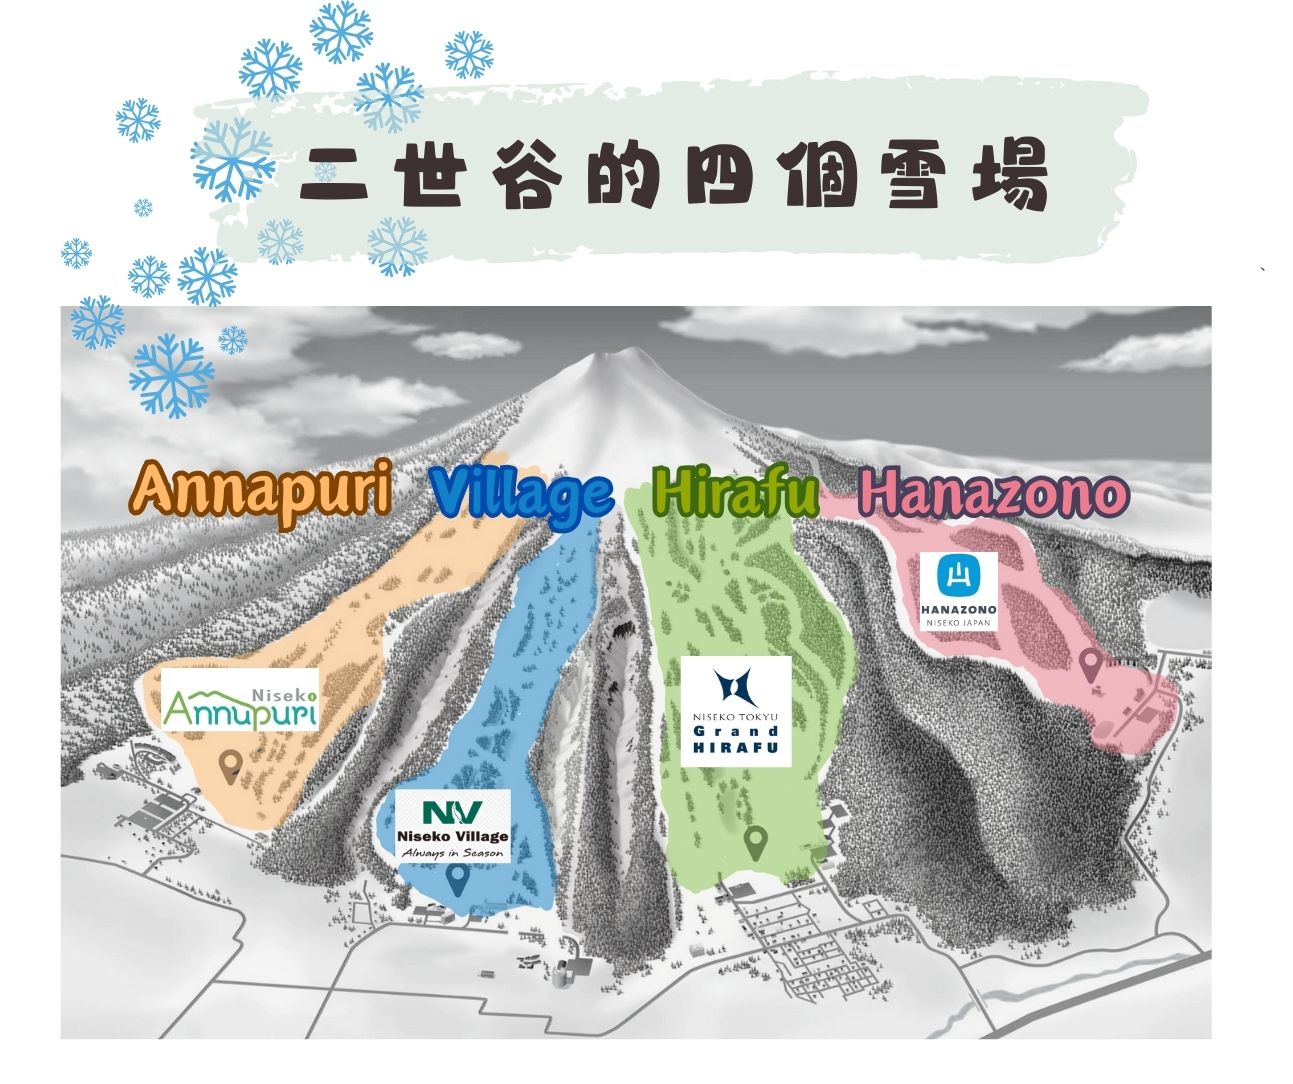 二世谷的四個雪場
、
Annapuri Village Hirafu Hanazono
HANAZONO
NISEKO JAPAN
Niseko
Annupuri
NISEKO TOKYU
Grand
HIRAFU
NV
Niseko Village
Always in Season